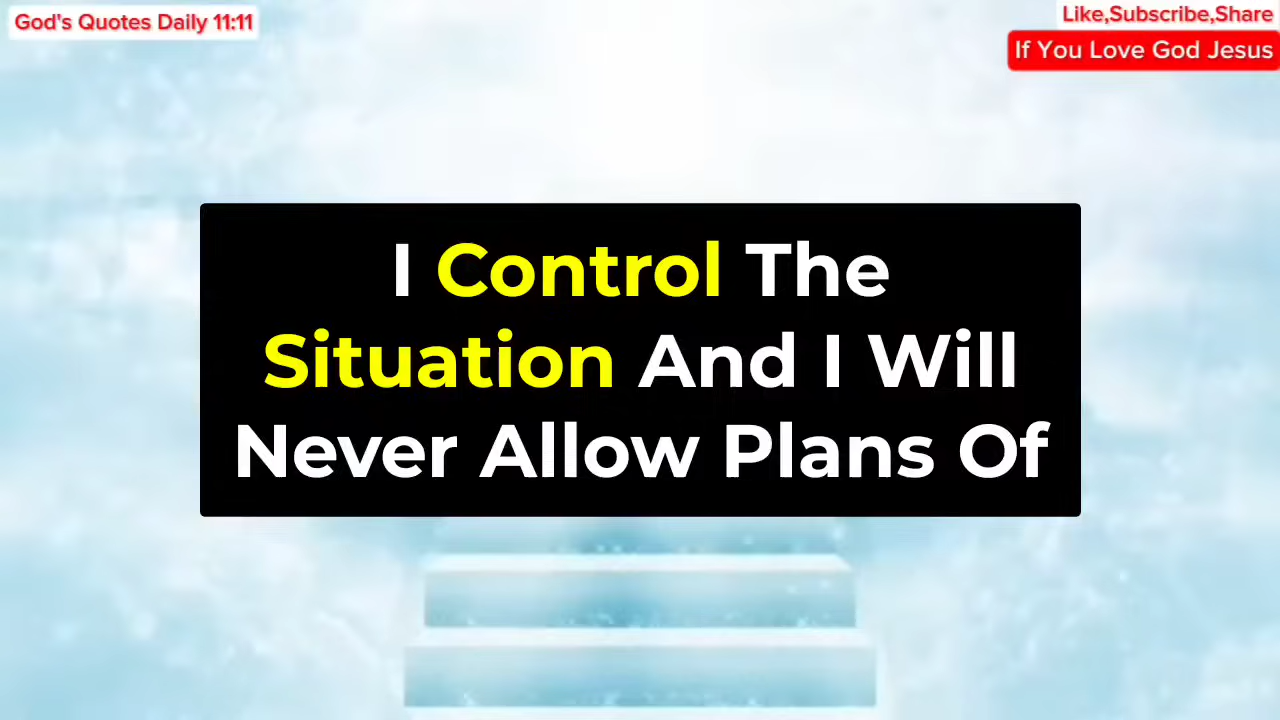 God's Quotes Daily 11:11
Like,Subscribe,Share
If You Love God Jesus
I Control The
Situation And I Will
Never Allow Plans Of